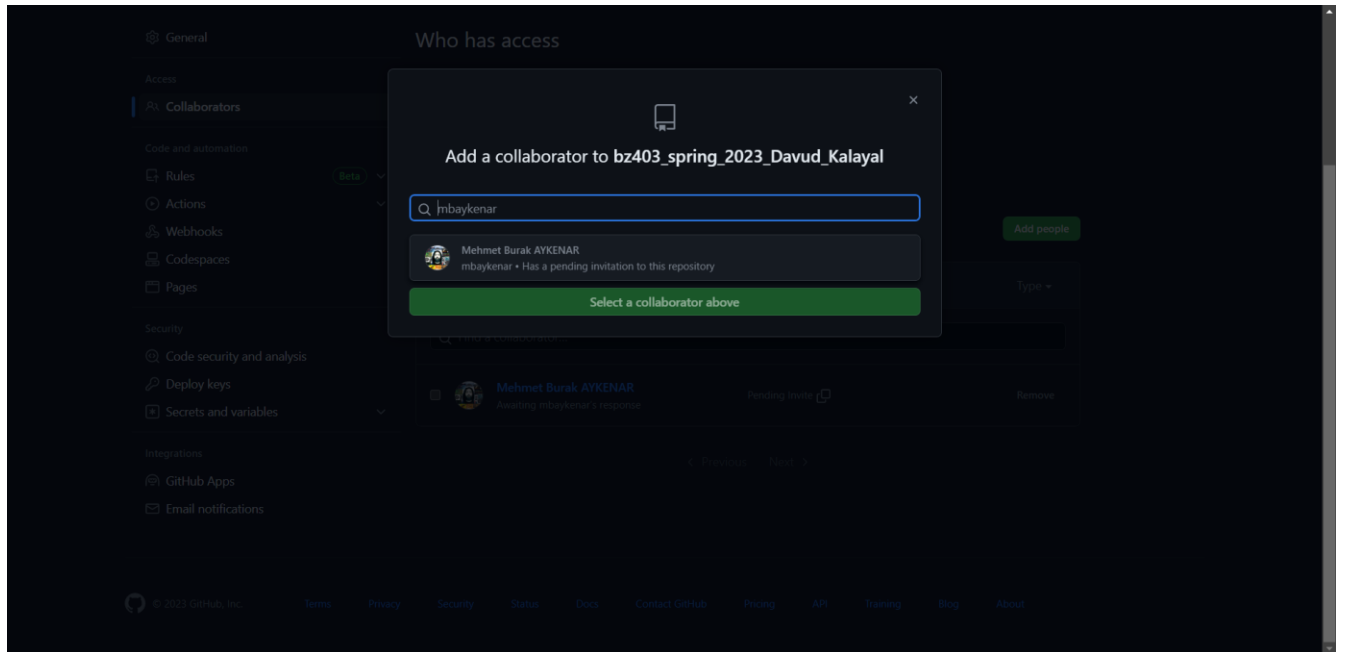 General
Who has access
Access
Collaborators
Add a collaborator to bz403_spring_2023_Davud_Kalayal
Code and automation
Rules
Beta
mbaykenar
Actions
Webhooks
Add people
Mehmet Burak AYKENAR
mbaykenar • Has a pending invitation to this repository
Codespaces
Pages
Type
Select a collaborator above
Security
Find a collaborator...
Code security and analysis
Deploy keys
Mehmet Burak AYKENAR
Awaiting mbaykenar's response
Pending Invite
Remove
Secrets and variables
Integrations
Previous Next
GitHub Apps
Email notifications
© 2023 GitHub, Inc. Terms Privacy Security Status Docs Contact GitHub Pricing API Training Blog About